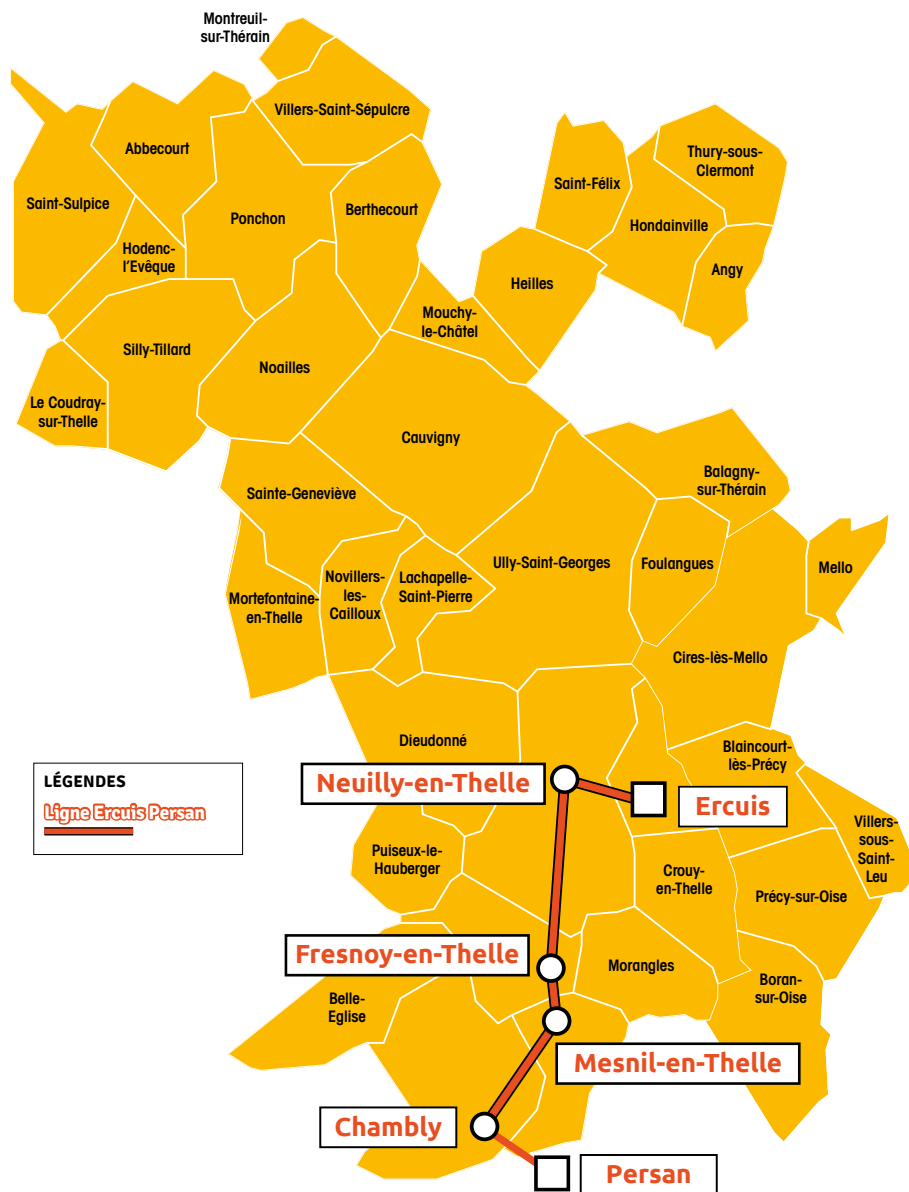 Montreuil-
sur-Thérain
Villers-Saint-Sépulcre
Abbecourt
Thury-sous-
Clermont
Saint-Félix
Saint-Sulpice
Ponchon
Berthecourt
Hondainville
Hodenc-
l'Evêque
Angy
Heilles
Mouchy-
le-Châtel
Silly-Tillard
Noailles
Le Coudray-
sur-Thelle
Cauvigny
Balagny-
sur-Thérain
Sainte-Geneviève
Ully-Saint-Georges
Foulangues
Mello
Novillers-
les-
Cailloux
Lachapelle-
Saint-Pierre
Mortefontaine-
en-Thelle
Cires-lès-Mello
Dieudonné
Blaincourt-
lès-Précy
LÉGENDES
Ligne Ercuis Persan
Neuilly-en-Thelle
Ercuis
Villers-
sous-
Saint-
Leu
Puiseux-le-
Hauberger
Crouy-
en-Thelle
Précy-sur-Oise
Fresnoy-en-Thelle
Morangles
Boran-
sur-Oise
Belle-
Eglise
Mesnil-en-Thelle
Chambly
Persan